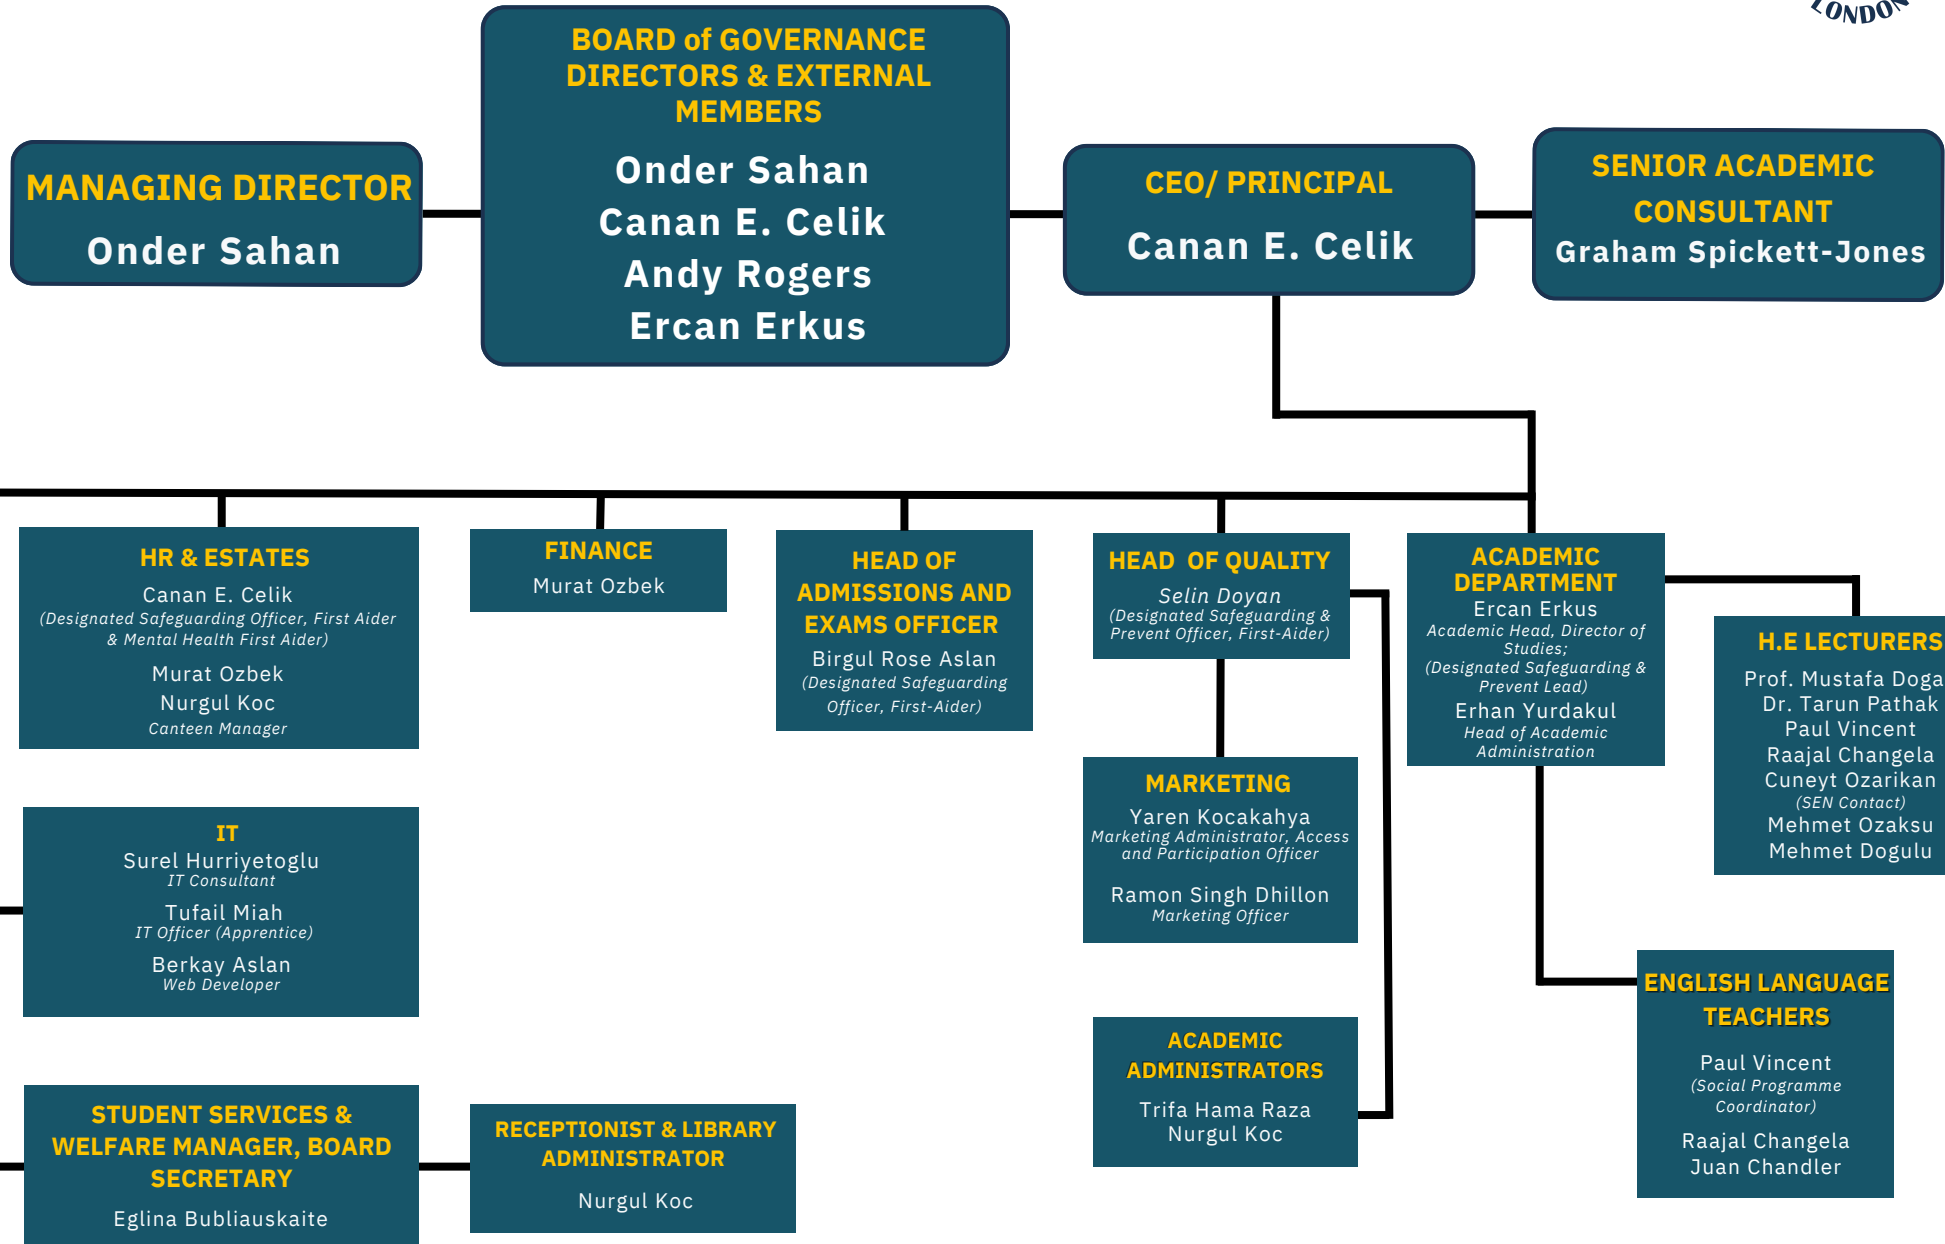 LONDON
BOARD of GOVERNANCE
DIRECTORS & EXTERNAL
MEMBERS
Onder Sahan
Canan E. Celik
Andy Rogers
Ercan Erkus
MANAGING DIRECTOR
Onder Sahan
CEO/ PRINCIPAL
Canan E. Celik
SENIOR ACADEMIC
CONSULTANT
Graham Spickett-Jones
HR & ESTATES
Canan E. Celik
(Designated Safeguarding Officer, First Aider
& Mental Health First Aider)
Murat Ozbek
Nurgul Koc
Canteen Manager
FINANCE
Murat Ozbek
HEAD OF
ADMISSIONS AND
EXAMS OFFICER
Birgul Rose Aslan
(Designated Safeguarding
Officer, First-Aider)
HEAD OF QUALITY
Selin Doyan
(Designated Safeguarding &
Prevent Officer, First-Aider)
ACADEMIC
DEPARTMENT
Ercan Erkus
Academic Head, Director of
Studies;
(Designated Safeguarding &
Prevent Lead)
Erhan Yurdakul
Head of Academic
Administration
H.E LECTURERS
Prof. Mustafa Doga
Dr. Tarun Pathak
Paul Vincent
Raajal Changela
Cuneyt Ozarikan
(SEN Contact)
Mehmet Ozaksu
Mehmet Dogulu
IT
Surel Hurriyetoglu
IT Consultant
Tufail Miah
IT Officer (Apprentice)
Berkay Aslan
Web Developer
MARKETING
Yaren Kocakahya
Marketing Administrator, Access
and Participation Officer
Ramon Singh Dhillon
Marketing Officer
ENGLISH LANGUAGE
TEACHERS
Paul Vincent
(Social Programme
Coordinator)
Raajal Changela
Juan Chandler
ACADEMIC
ADMINISTRATORS
Trifa Hama Raza
Nurgul Koc
STUDENT SERVICES &
WELFARE MANAGER, BOARD
SECRETARY
Eglina Bubliauskaite
RECEPTIONIST & LIBRARY
ADMINISTRATOR
Nurgul Koc